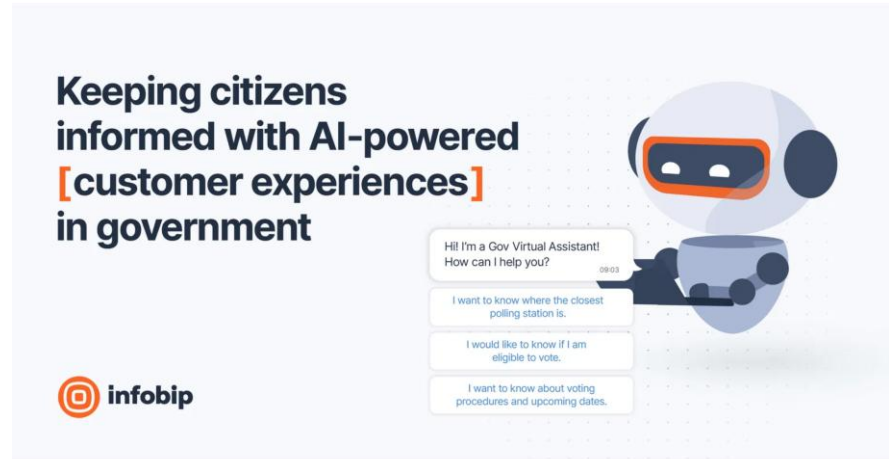 Keeping citizens
informed with AI-powered
[customer experiences]
in government
Hi! I'm a Gov Virtual Assistant!
How can I help you?
09:03
I want to know where the closest
polling station is.
I would like to know if I am
eligible to vote.
I want to know about voting
procedures and upcoming dates.
infobip